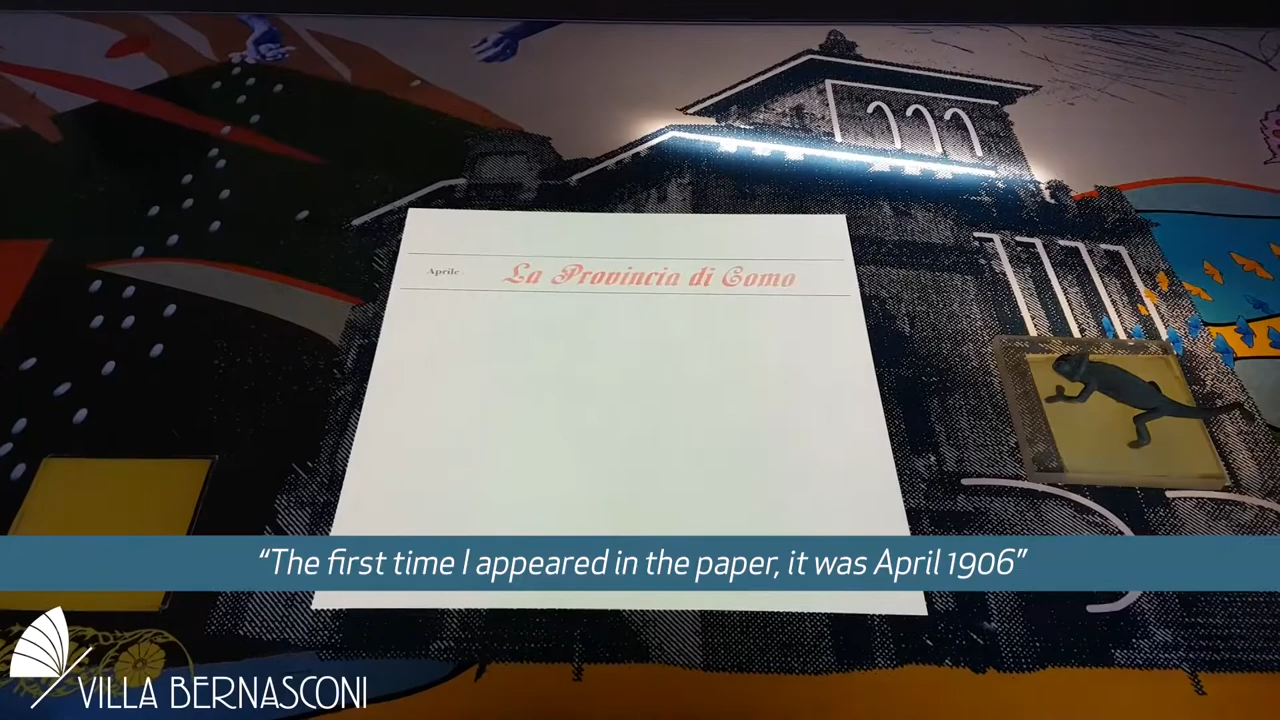 Aprile
La Provincia di Como
“The first time I appeared in the paper, it was April 1906”
VILLA BERNASCONI